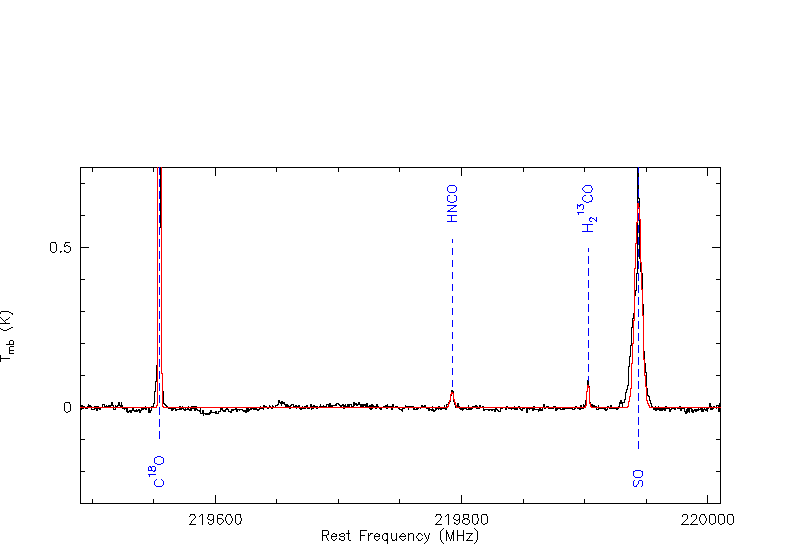 HNCO
H₂¹³CO
0.5
0
T_mb (K)
C¹⁸O
SO
219600
219800
220000
Rest Frequency (MHz)